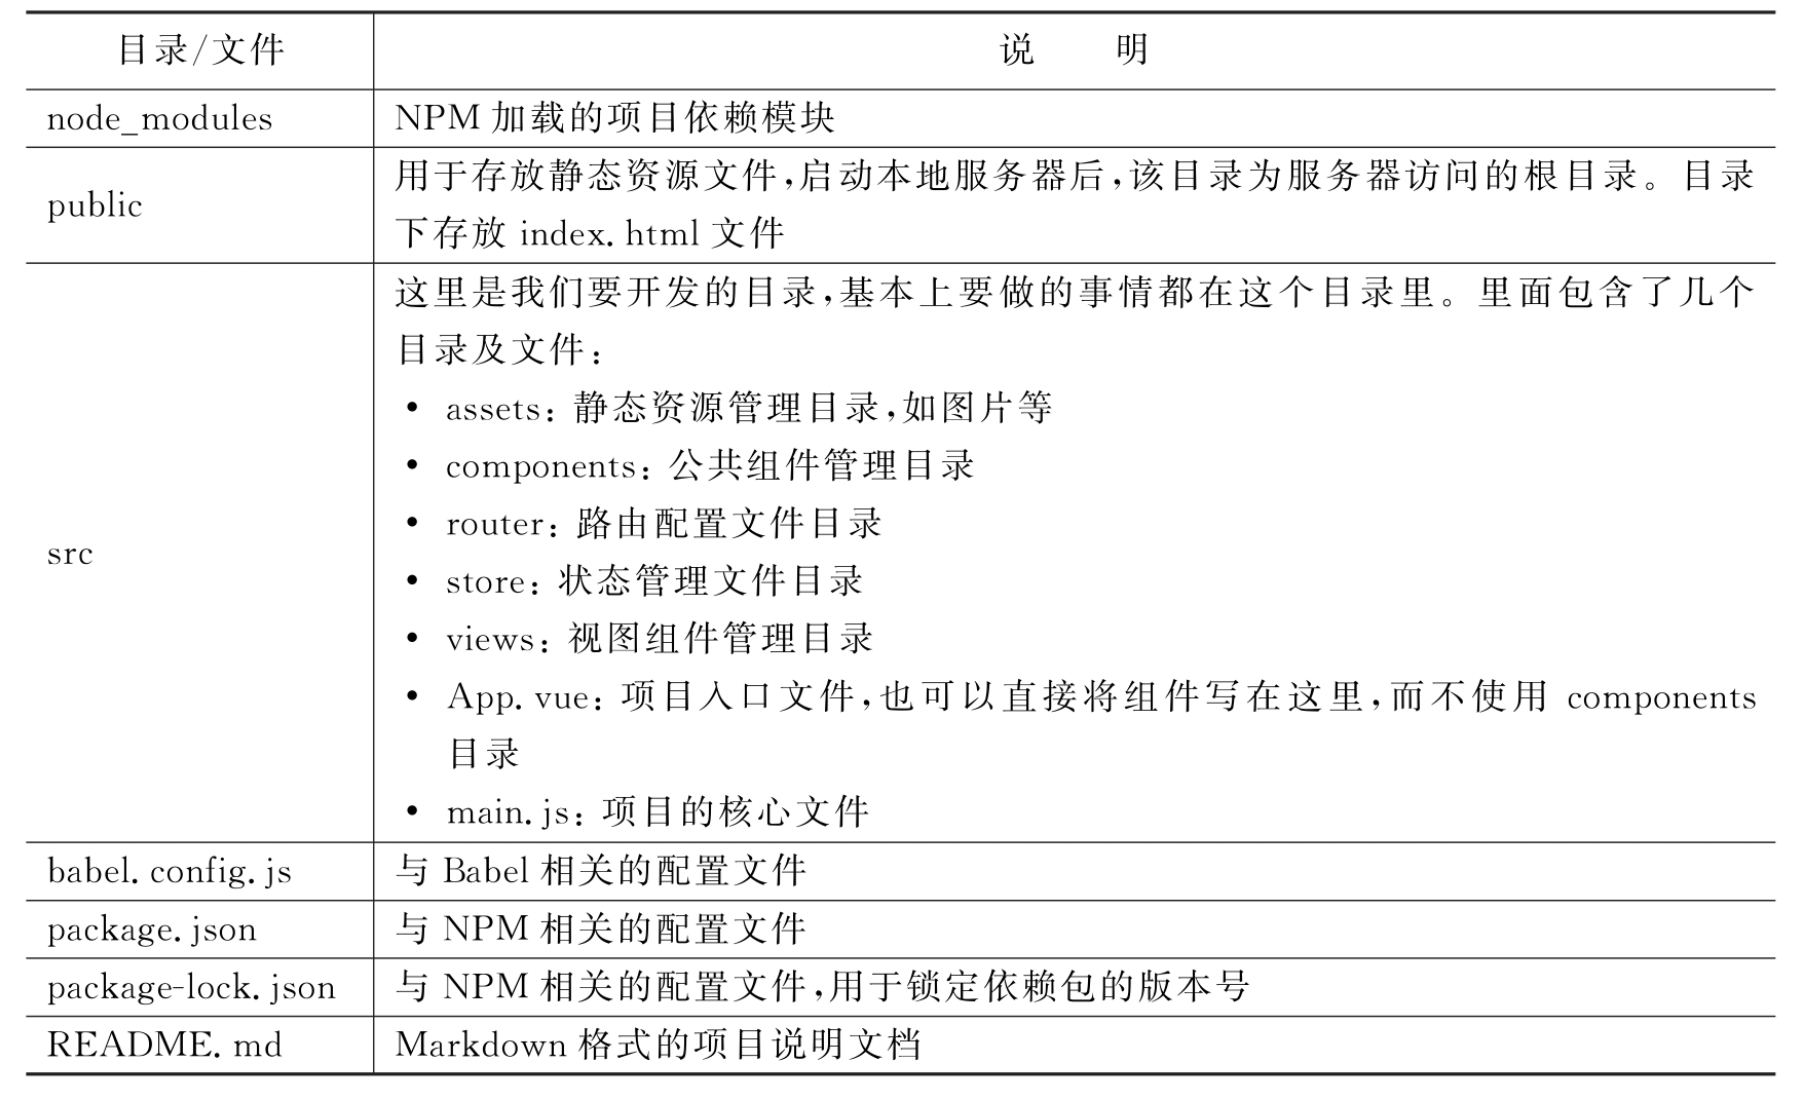 目录/文件 说 明
node_modules NPM 加载的项目依赖模块
public 用于存放静态资源文件,启动本地服务器后,该目录为服务器访问的根目录。目录
下存放 index.html 文件
src 这里是我们要开发的目录,基本上要做的事情都在这个目录里。里面包含了几个
目录及文件:
• assets: 静态资源管理目录,如图片等
• components: 公共组件管理目录
• router: 路由配置文件目录
• store: 状态管理文件目录
• views: 视图组件管理目录
• App.vue: 项目入口文件,也可以直接将组件写在这里,而不使用 components
目录
• main.js: 项目的核心文件
babel.config.js 与 Babel 相关的配置文件
package.json 与 NPM 相关的配置文件
package-lock.json 与 NPM 相关的配置文件,用于锁定依赖包的版本号
README.md Markdown 格式的项目说明文档